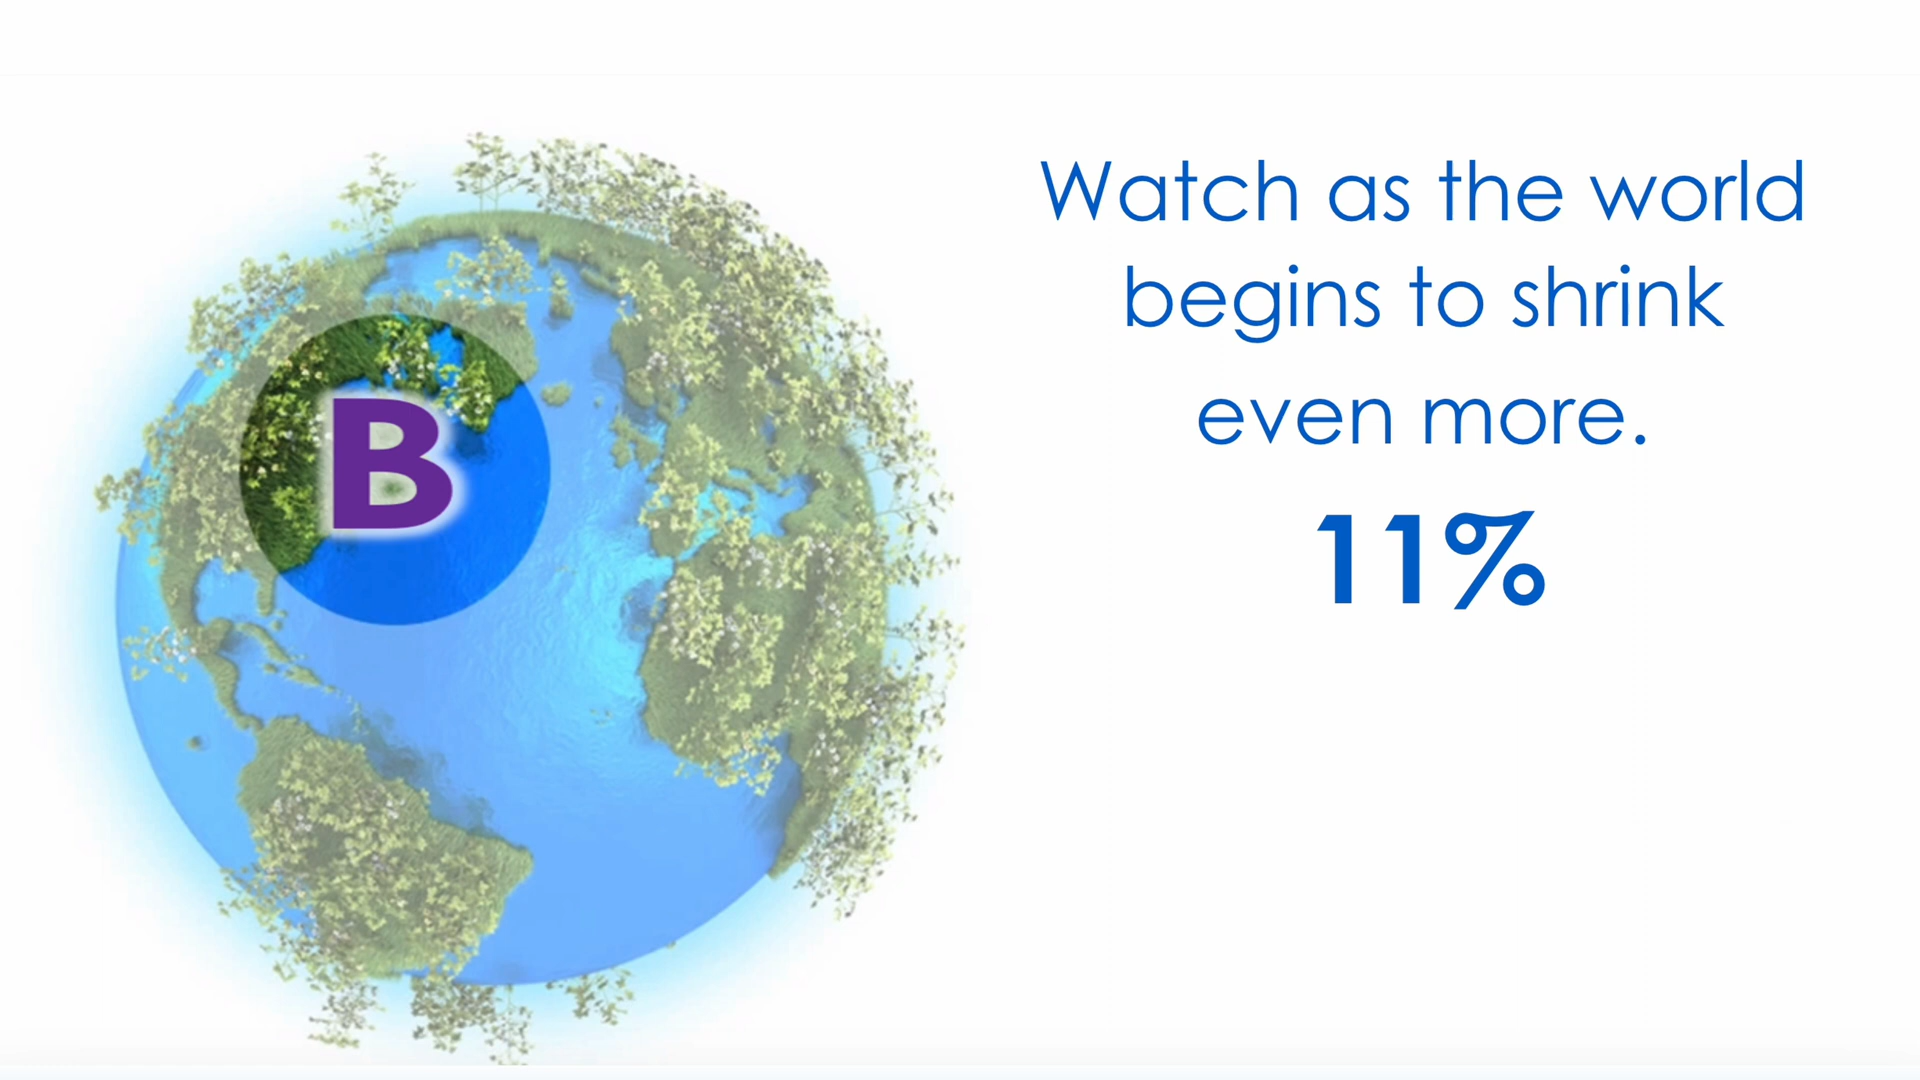 B
Watch as the world
begins to shrink
even more.
11%